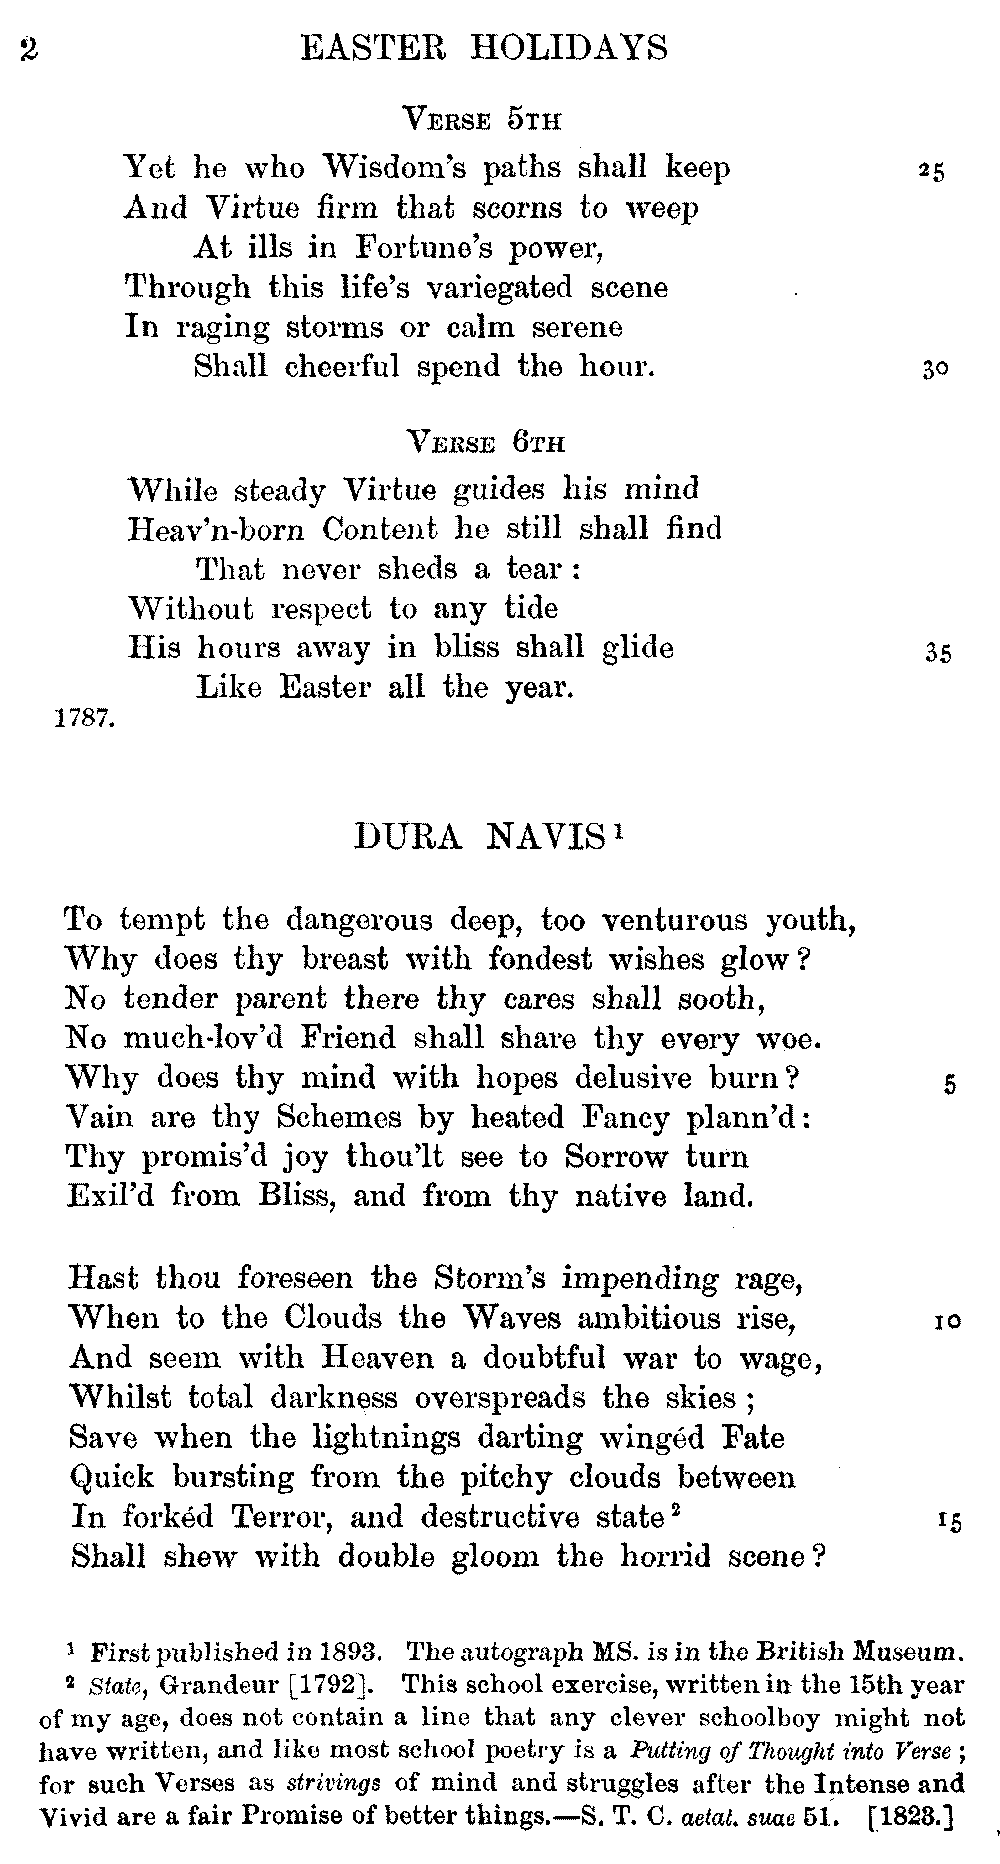 2 EASTER HOLIDAYS
VERSE 5TH
Yet he who Wisdom's paths shall keep 25
And Virtue firm that scorns to weep
At ills in Fortune's power,
Through this life's variegated scene
In raging storms or calm serene
Shall cheerful spend the hour. 30
VERSE 6TH
While steady Virtue guides his mind
Heav'n-born Content he still shall find
That never sheds a tear :
Without respect to any tide
His hours away in bliss shall glide 35
Like Easter all the year.
1787.
DURA NAVIS ¹
To tempt the dangerous deep, too venturous youth,
Why does thy breast with fondest wishes glow?
No tender parent there thy cares shall sooth,
No much-lov'd Friend shall share thy every woe.
Why does thy mind with hopes delusive burn? 5
Vain are thy Schemes by heated Fancy plann'd:
Thy promis'd joy thou'lt see to Sorrow turn
Exil'd from Bliss, and from thy native land.
Hast thou foreseen the Storm's impending rage,
When to the Clouds the Waves ambitious rise, 10
And seem with Heaven a doubtful war to wage,
Whilst total darkness overspreads the skies ;
Save when the lightnings darting wingéd Fate
Quick bursting from the pitchy clouds between
In forkéd Terror, and destructive state ² 15
Shall shew with double gloom the horrid scene?
¹ First published in 1893. The autograph MS. is in the British Museum.
² State, Grandeur [1792]. This school exercise, written in the 15th year
of my age, does not contain a line that any clever schoolboy might not
have written, and like most school poetry is a Putting of Thought into Verse ;
for such Verses as strivings of mind and struggles after the Intense and
Vivid are a fair Promise of better things.—S. T. C. aetat. suae 51. [1823.]